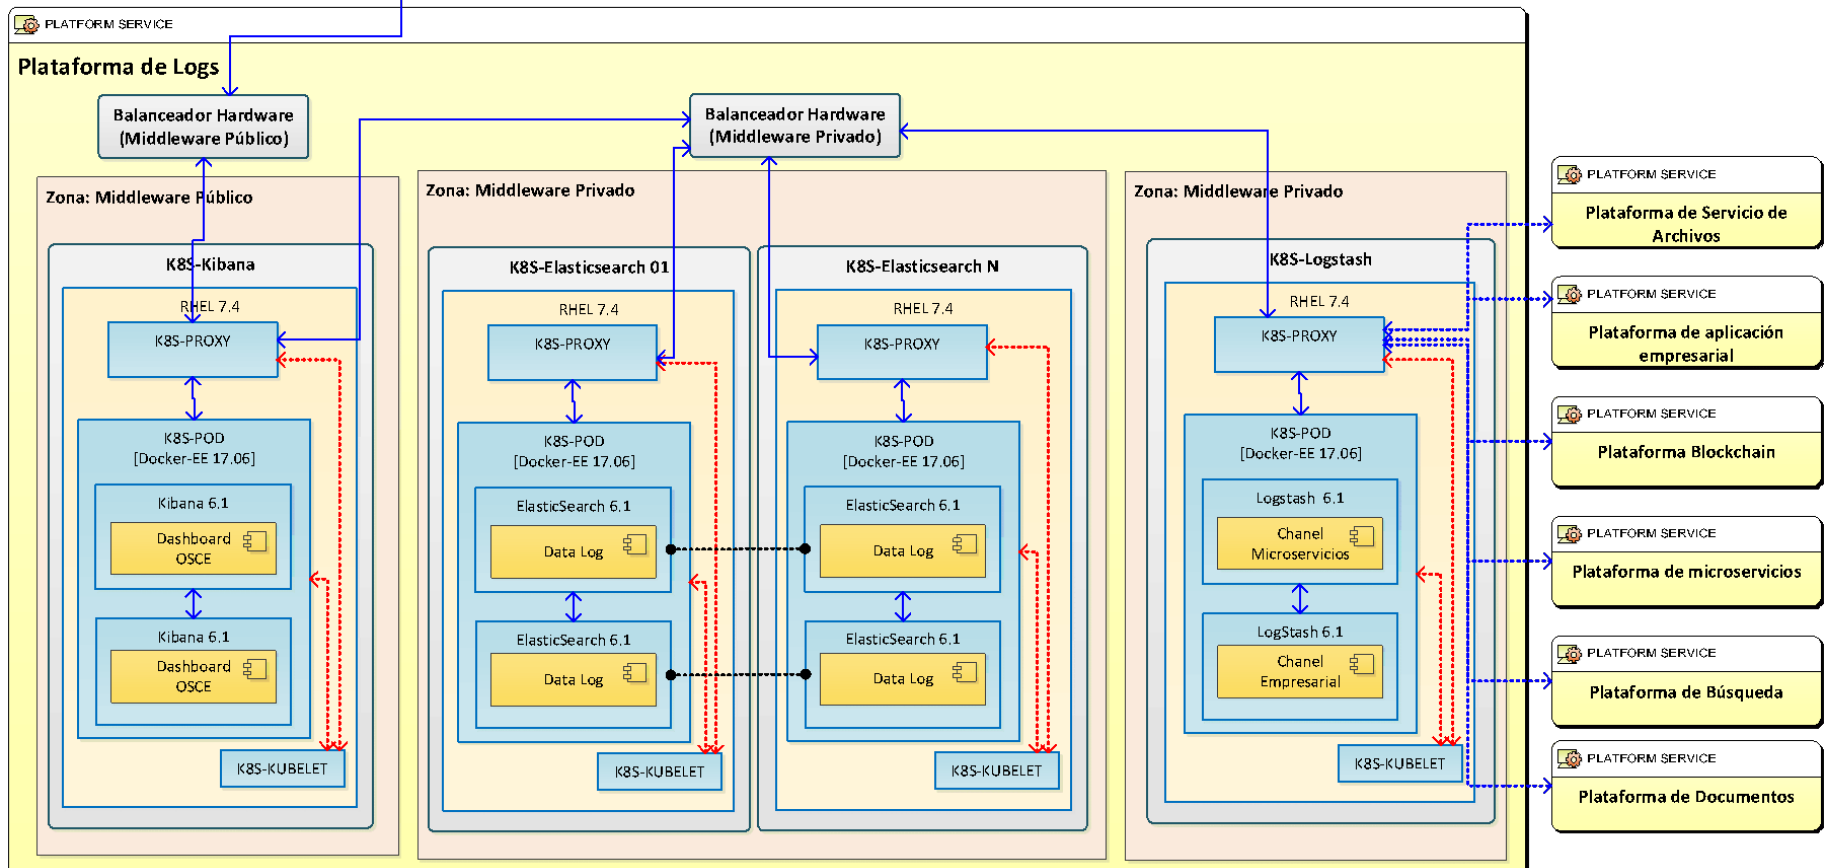 PLATFORM SERVICE
Plataforma de Logs
Balanceador Hardware
(Middleware Público)
Balanceador Hardware
(Middleware Privado)
Zona: Middleware Público
K8S-Kibana
RHEL 7.4
K8S-PROXY
K8S-POD
[Docker-EE 17.06]
Kibana 6.1
Dashboard
OSCE
Kibana 6.1
Dashboard
OSCE
K8S-KUBELET
Zona: Middleware Privado
K8S-Elasticsearch 01
RHEL 7.4
K8S-PROXY
K8S-POD
[Docker-EE 17.06]
ElasticSearch 6.1
Data Log
ElasticSearch 6.1
Data Log
K8S-KUBELET
K8S-Elasticsearch N
RHEL 7.4
K8S-PROXY
K8S-POD
[Docker-EE 17.06]
ElasticSearch 6.1
Data Log
ElasticSearch 6.1
Data Log
K8S-KUBELET
Zona: Middleware Privado
K8S-Logstash
RHEL 7.4
K8S-PROXY
K8S-POD
[Docker-EE 17.06]
Logstash 6.1
Chanel
Microservicios
LogStash 6.1
Chanel
Empresarial
K8S-KUBELET
PLATFORM SERVICE
Plataforma de Servicio de
Archivos
PLATFORM SERVICE
Plataforma de aplicación
empresarial
PLATFORM SERVICE
Plataforma Blockchain
PLATFORM SERVICE
Plataforma de microservicios
PLATFORM SERVICE
Plataforma de Búsqueda
PLATFORM SERVICE
Plataforma de Documentos